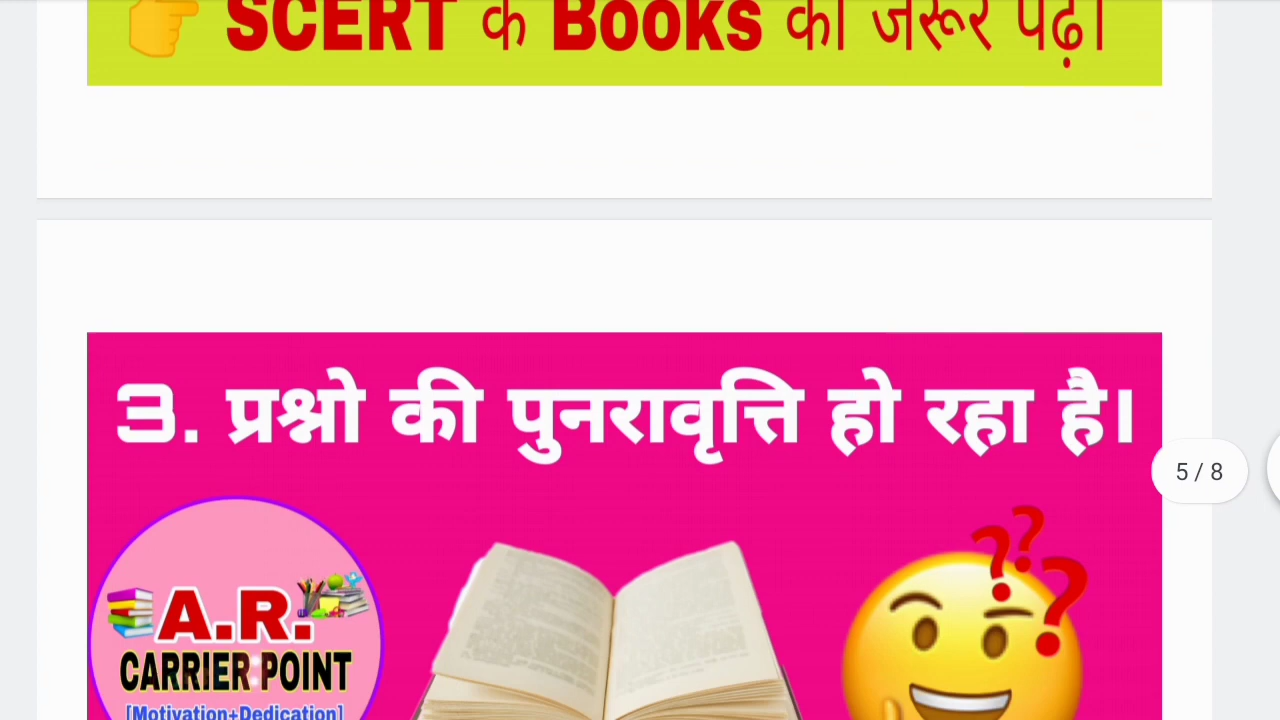 SCERT के Books को जरूर पढ़ें।
3. प्रश्नो की पुनरावृत्ति हो रहा है।
5 / 8
???
A.R.
CARRIER POINT
[Motivation+Dedication]